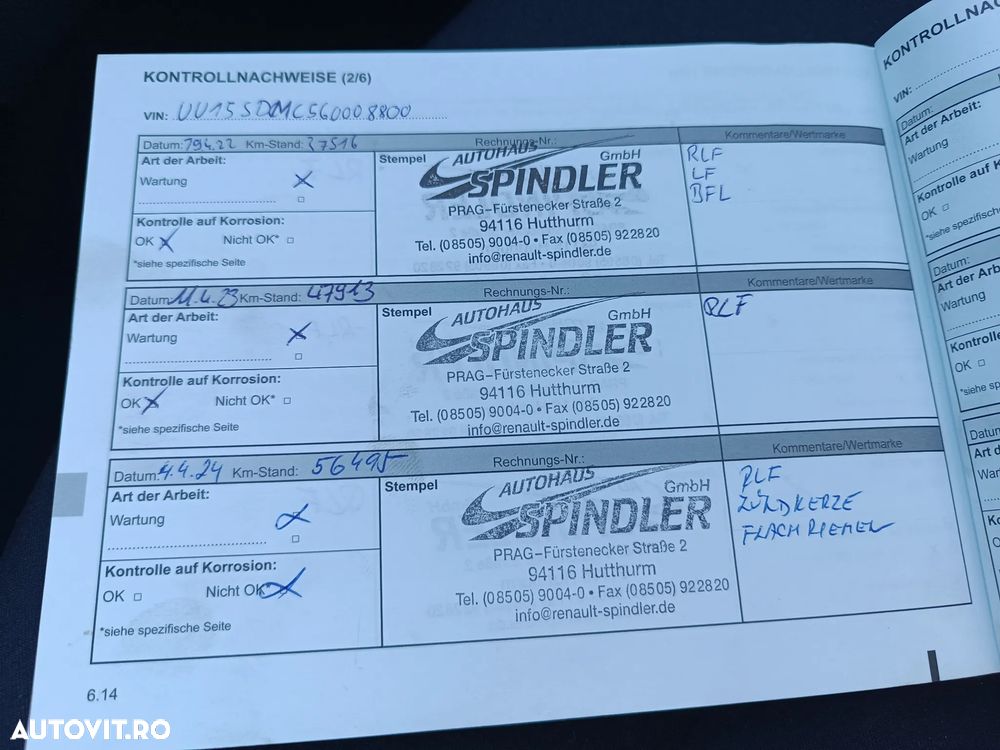 KONTROLLNACHWEISE (2/6)
VIN: UU15SDMC560008800
Datum: 19.4.22 Km-Stand: 27516 Rechnungs-Nr.: Kommentare/Wertmarke
Art der Arbeit:
Wartung
Kontrolle auf Korrosion:
OK Nicht OK*
*siehe spezifische Seite
Stempel
AUTOHAUS GmbH
SPINDLER
PRAG–Fürstenecker Straße 2
94116 Hutthurm
Tel. (08505) 9004-0 • Fax (08505) 922820
info@renault-spindler.de
RLF
LF
BFL
Datum: 11.4.23 Km-Stand: 47913 Rechnungs-Nr.: Kommentare/Wertmarke
Art der Arbeit:
Wartung
Kontrolle auf Korrosion:
OK Nicht OK*
*siehe spezifische Seite
Stempel
AUTOHAUS GmbH
SPINDLER
PRAG–Fürstenecker Straße 2
94116 Hutthurm
Tel. (08505) 9004-0 • Fax (08505) 922820
info@renault-spindler.de
RLF
Datum: 4.4.24 Km-Stand: 56495 Rechnungs-Nr.: Kommentare/Wertmarke
Art der Arbeit:
Wartung
Kontrolle auf Korrosion:
OK Nicht OK*
*siehe spezifische Seite
Stempel
AUTOHAUS GmbH
SPINDLER
PRAG–Fürstenecker Straße 2
94116 Hutthurm
Tel. (08505) 9004-0 • Fax (08505) 922820
info@renault-spindler.de
RLF
ZÜNDKERZE
FLACHRIEMEN
6.14
VIN:
Datum:
Art der Arbeit:
Wartung
OK
*siehe
Datum:
Wartung
OK
AUTOVIT.RO